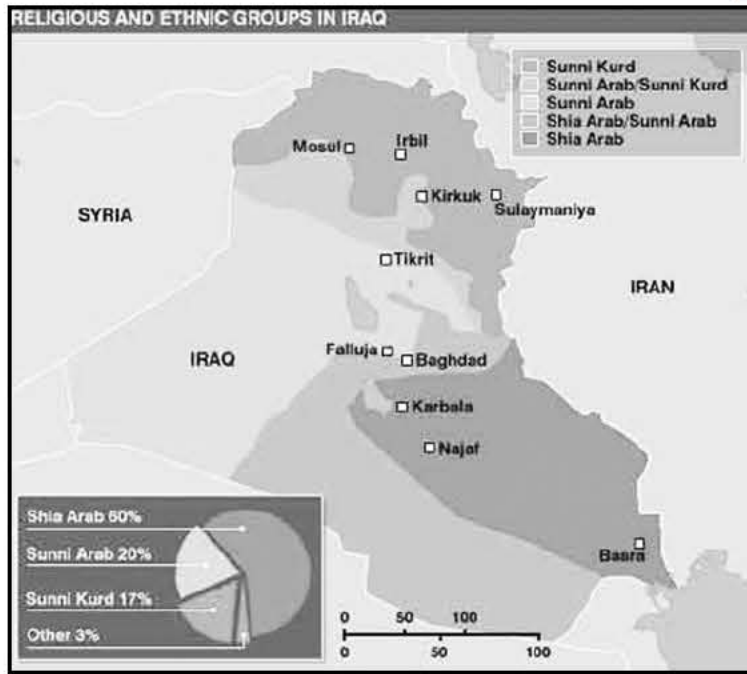 RELIGIOUS AND ETHNIC GROUPS IN IRAQ
Sunni Kurd
Sunni Arab/Sunni Kurd
Sunni Arab
Shia Arab/Sunni Arab
Shia Arab
Mosul
Irbil
Kirkuk
Sulaymaniya
SYRIA
Tikrit
IRAN
IRAQ
Falluja
Baghdad
Karbala
Najaf
Basra
Shia Arab 60%
Sunni Arab 20%
Sunni Kurd 17%
Other 3%
0 50 100
0 50 100